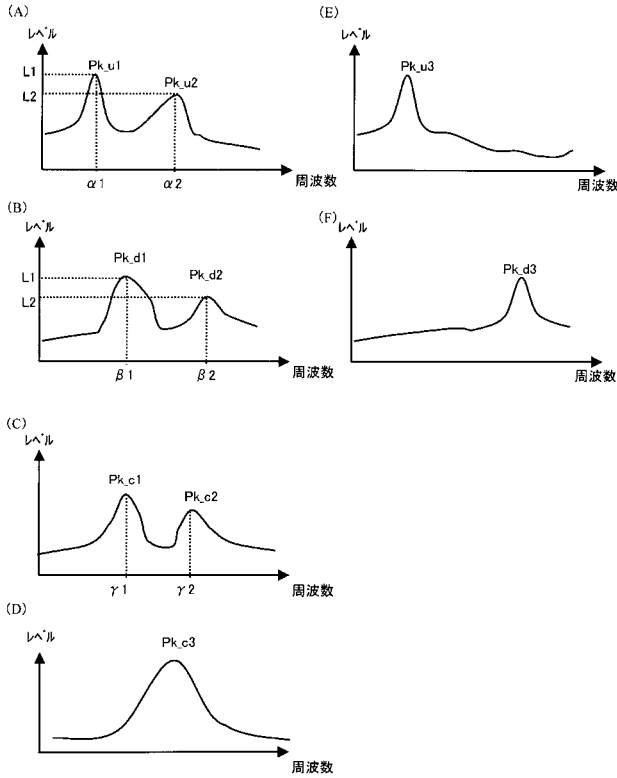 (A)
レベル
L1
L2
Pk_u1
Pk_u2
α1
α2
周波数
(B)
レベル
L1
L2
Pk_d1
Pk_d2
β1
β2
周波数
(C)
レベル
Pk_c1
Pk_c2
γ1
γ2
周波数
(D)
レベル
Pk_c3
周波数
(E)
レベル
Pk_u3
周波数
(F)
レベル
Pk_d3
周波数